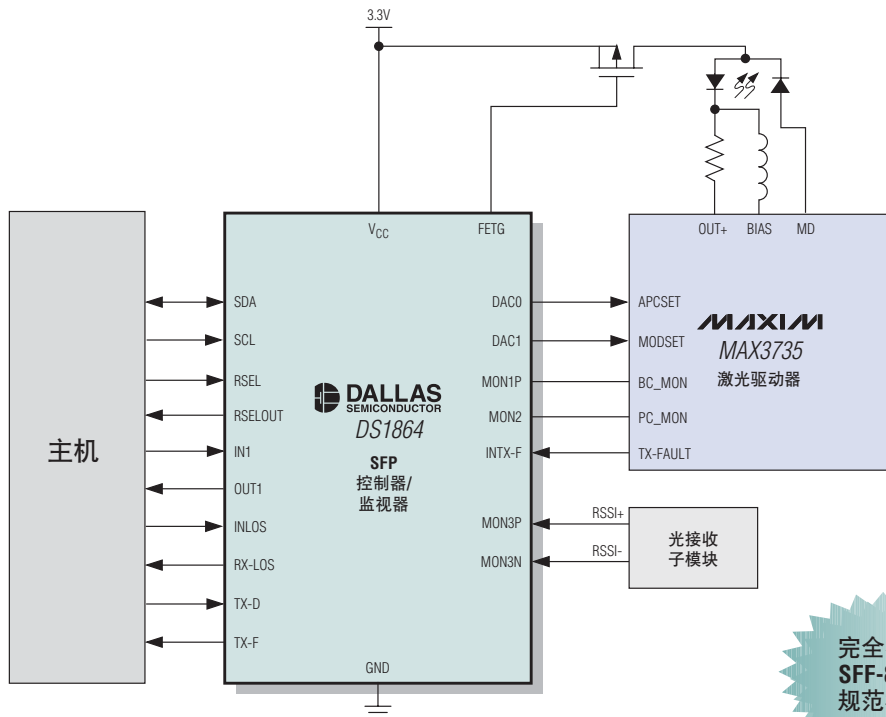 3.3V
VCC
FETG
OUT+ BIAS MD
主机
SDA
SCL
RSEL
RSELOUT
IN1
OUT1
INLOS
RX-LOS
TX-D
TX-F
DALLAS
SEMICONDUCTOR
DS1864
SFP
控制器/
监视器
GND
DAC0
DAC1
MON1P
MON2
INTX-F
MON3P
MON3N
APCSET
MODSET
BC_MON
PC_MON
TX-FAULT
MAXIM
MAX3735
激光驱动器
RSSI+
RSSI-
光接收
子模块
完全
SFF-8
规范